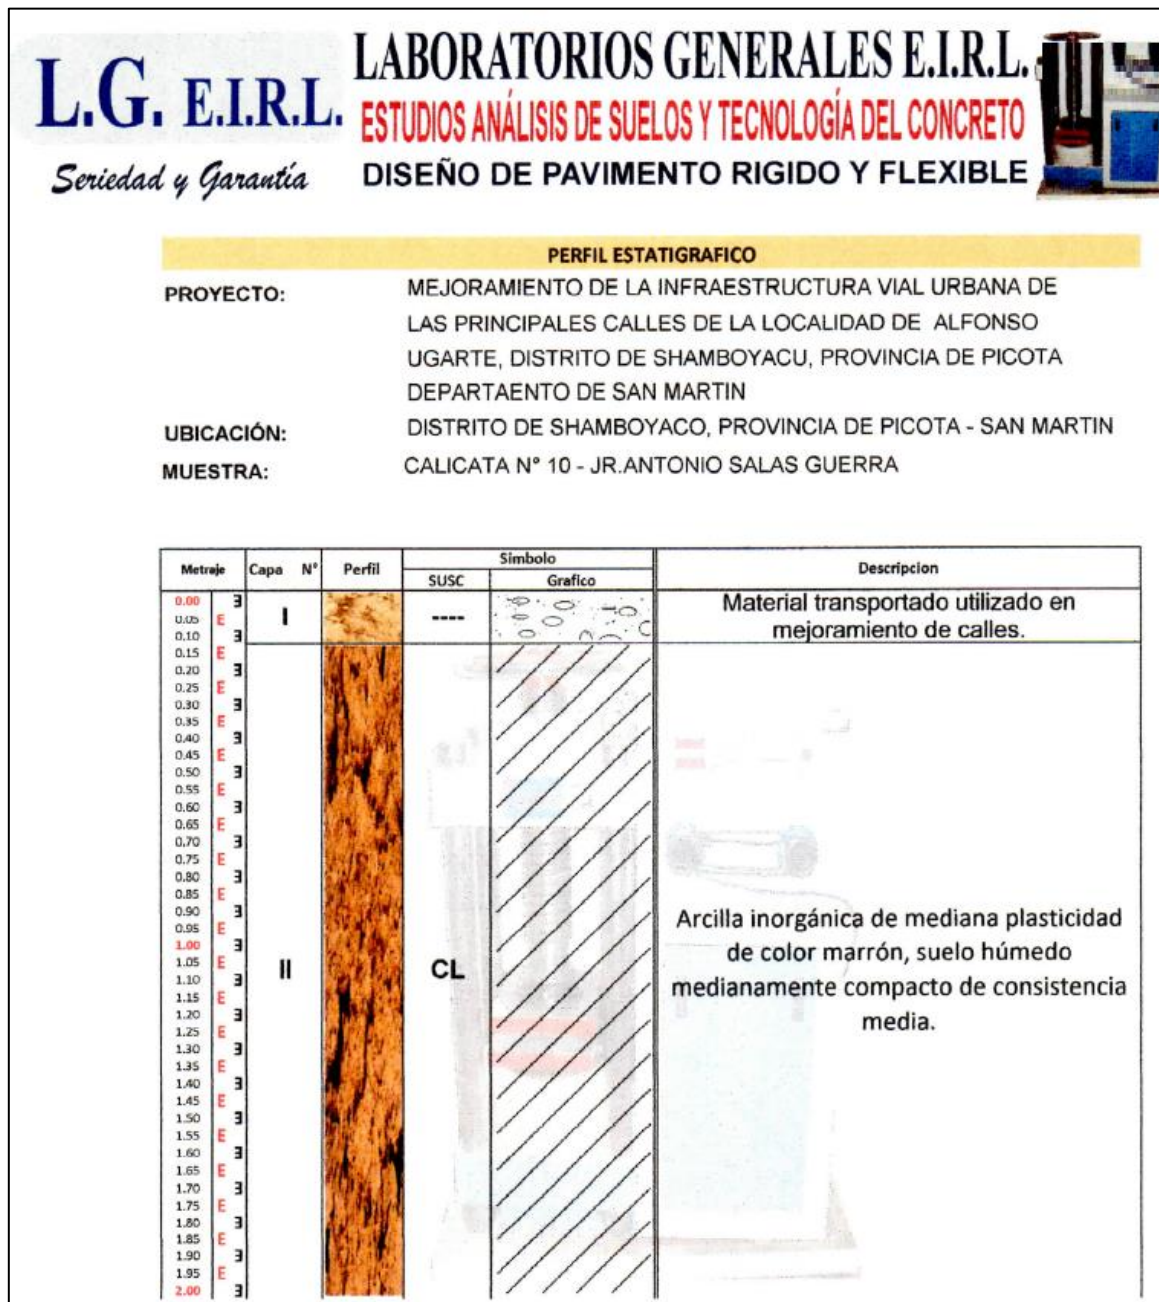 L.G. E.I.R.L.
Seriedad y Garantía
LABORATORIOS GENERALES E.I.R.L.
ESTUDIOS ANÁLISIS DE SUELOS Y TECNOLOGÍA DEL CONCRETO
DISEÑO DE PAVIMENTO RIGIDO Y FLEXIBLE
PERFIL ESTATIGRAFICO
PROYECTO: MEJORAMIENTO DE LA INFRAESTRUCTURA VIAL URBANA DE
LAS PRINCIPALES CALLES DE LA LOCALIDAD DE ALFONSO
UGARTE, DISTRITO DE SHAMBOYACU, PROVINCIA DE PICOTA
DEPARTAENTO DE SAN MARTIN
UBICACIÓN: DISTRITO DE SHAMBOYACO, PROVINCIA DE PICOTA - SAN MARTIN
MUESTRA: CALICATA N° 10 - JR.ANTONIO SALAS GUERRA
Metraje Capa N° Perfil Simbolo Descripcion
SUSC Grafico
0.00
0.05
0.10
I ----
Material transportado utilizado en
mejoramiento de calles.
0.15
0.20
0.25
0.30
0.35
0.40
0.45
0.50
0.55
0.60
0.65
0.70
0.75
0.80
0.85
0.90
0.95
1.00
1.05
1.10
1.15
1.20
1.25
1.30
1.35
1.40
1.45
1.50
1.55
1.60
1.65
1.70
1.75
1.80
1.85
1.90
1.95
2.00
II CL
Arcilla inorgánica de mediana plasticidad
de color marrón, suelo húmedo
medianamente compacto de consistencia
media.